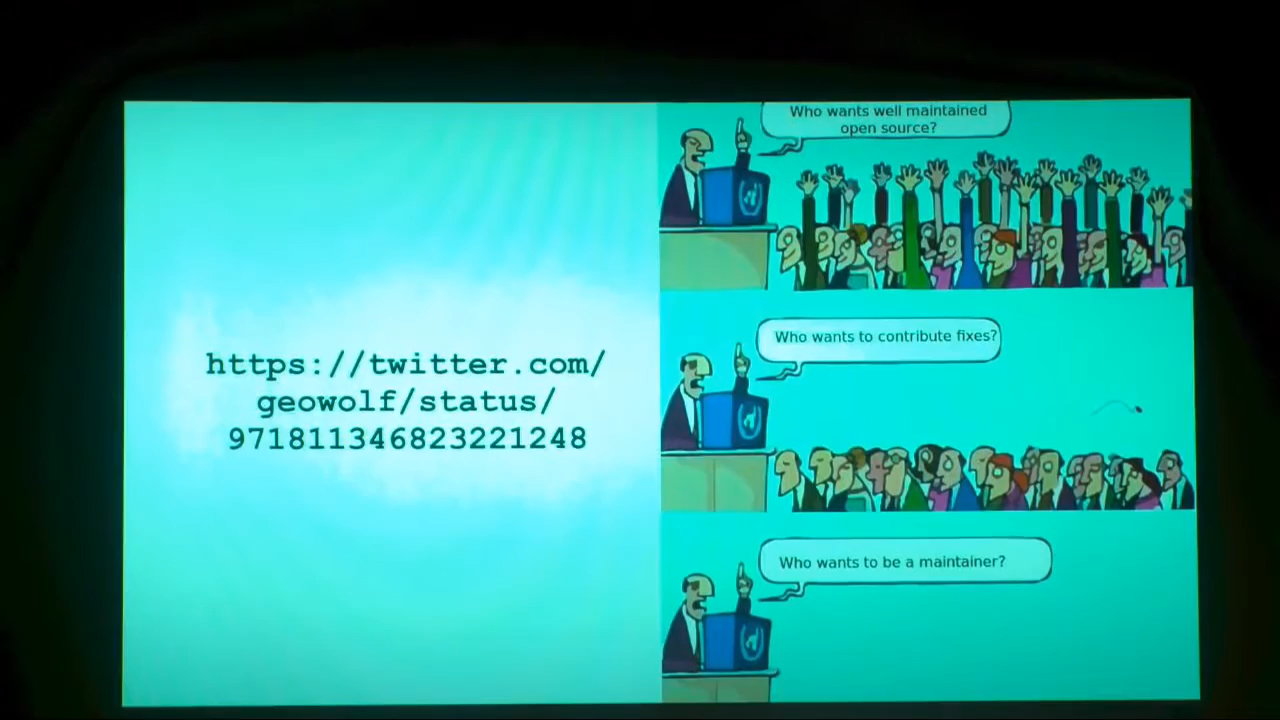 https://twitter.com/
geowolf/status/
971811346823221248
Who wants well maintained
open source?
Who wants to contribute fixes?
Who wants to be a maintainer?